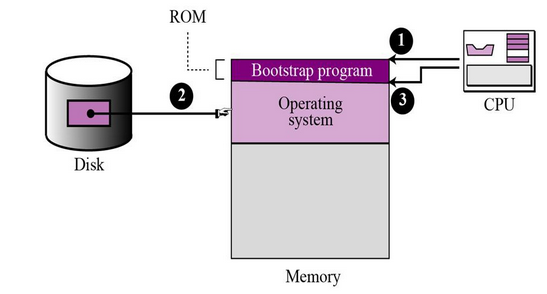 ROM
1
Bootstrap program
2
3
CPU
Operating
system
Disk
Memory